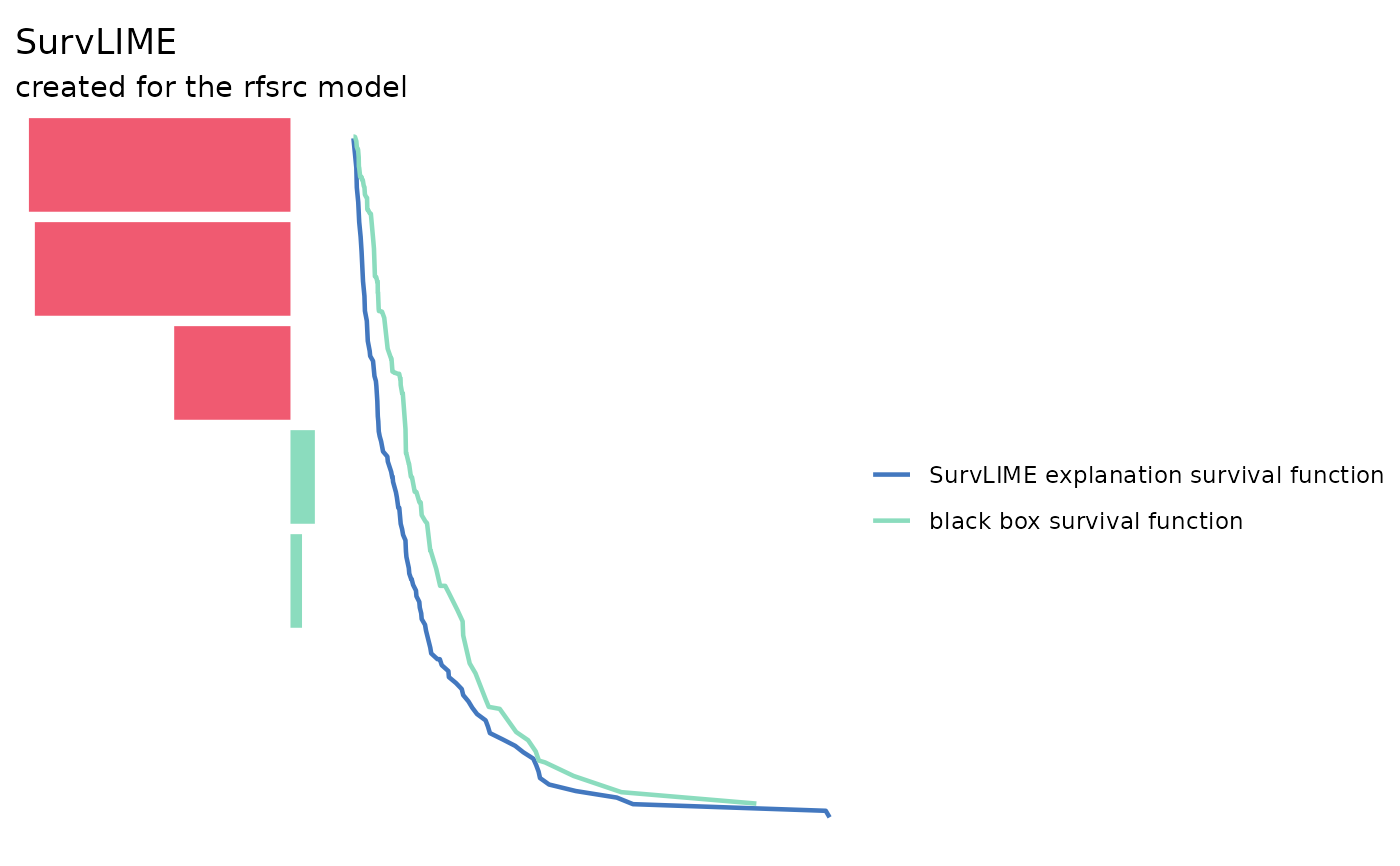 SurvLIME
created for the rfsrc model
SurvLIME explanation survival function
black box survival function